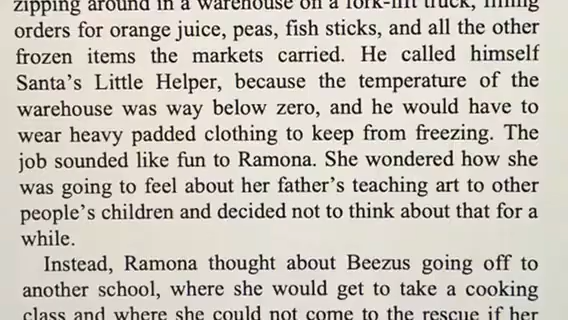 zipping around in a warehouse on a fork-lift truck, filling
orders for orange juice, peas, fish sticks, and all the other
frozen items the markets carried. He called himself
Santa's Little Helper, because the temperature of the
warehouse was way below zero, and he would have to
wear heavy padded clothing to keep from freezing. The
job sounded like fun to Ramona. She wondered how she
was going to feel about her father's teaching art to other
people's children and decided not to think about that for a
while.
Instead, Ramona thought about Beezus going off to
another school, where she would get to take a cooking
class and where she could not come to the rescue if her